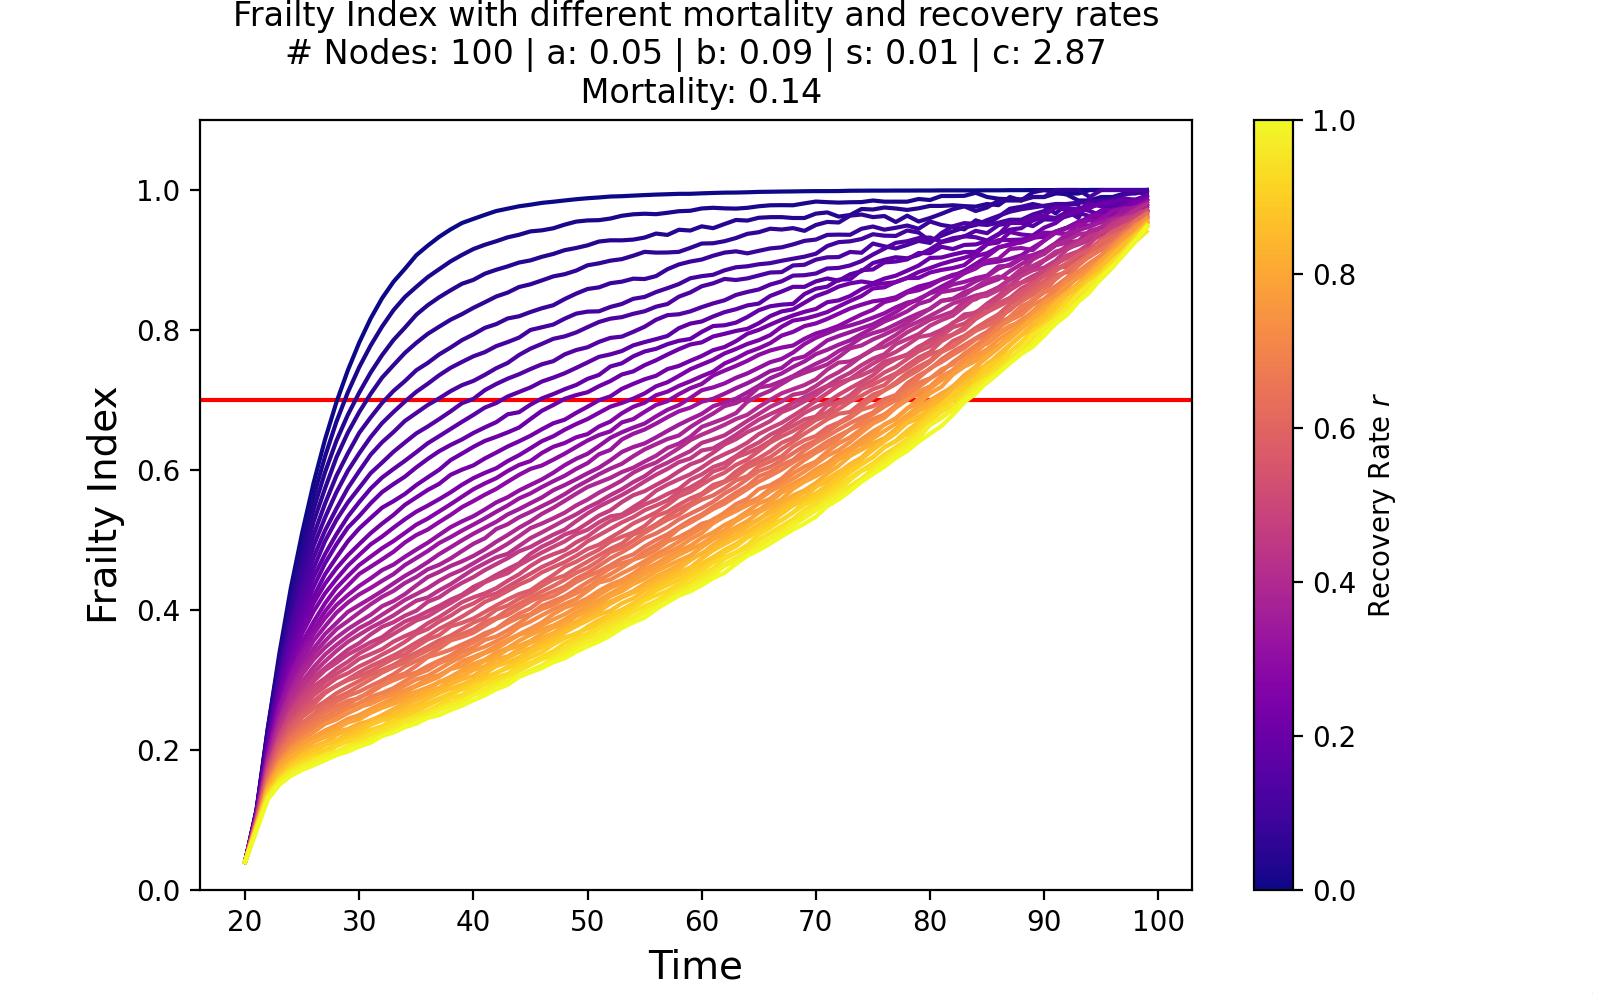 Frailty Index with different mortality and recovery rates
# Nodes: 100 | a: 0.05 | b: 0.09 | s: 0.01 | c: 2.87
Mortality: 0.14
Frailty Index
1.0
0.8
0.6
0.4
0.2
0.0
20 30 40 50 60 70 80 90 100
Time
1.0
0.8
0.6
0.4
0.2
0.0
Recovery Rate r